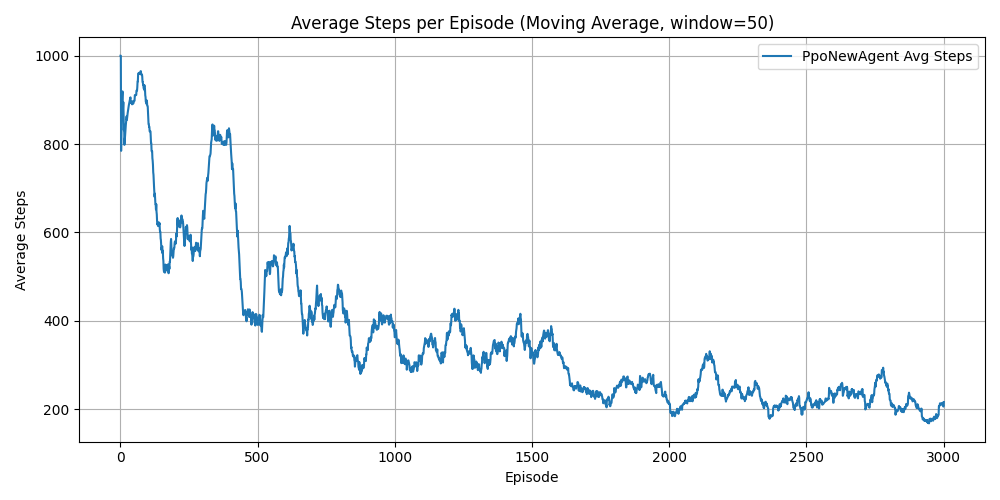 Average Steps per Episode (Moving Average, window=50)
PpoNewAgent Avg Steps
Average Steps
1000
800
600
400
200
0 500 1000 1500 2000 2500 3000
Episode